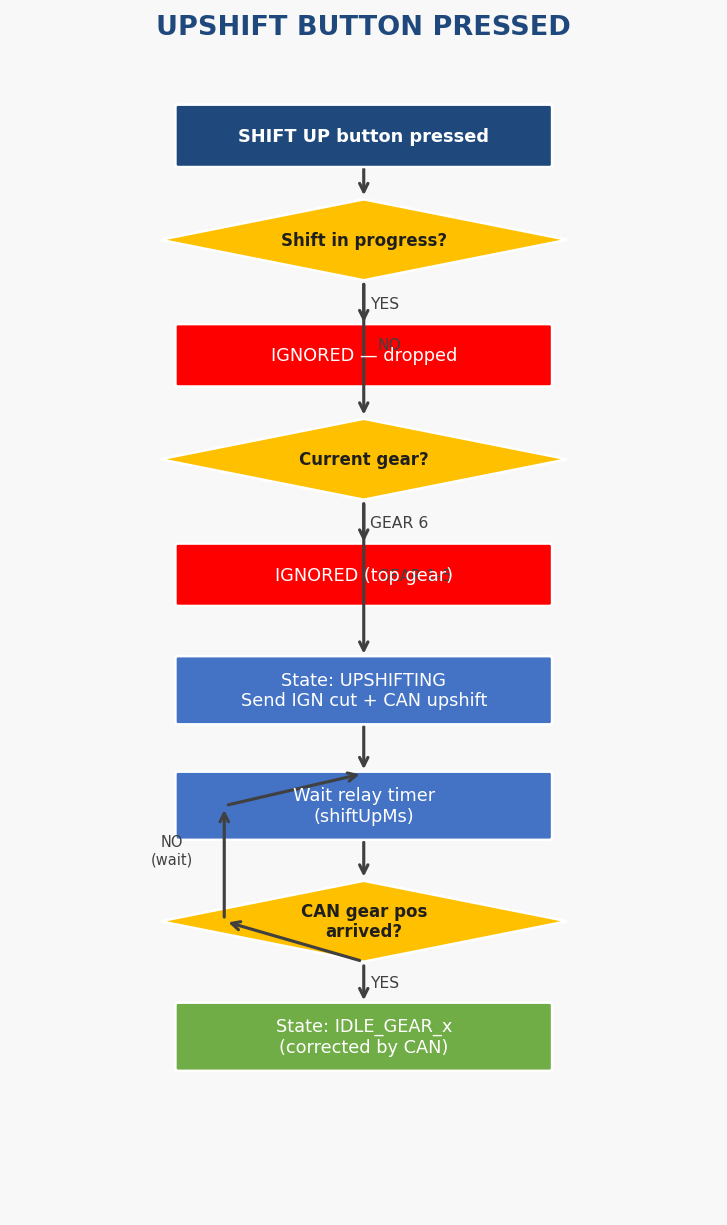 UPSHIFT BUTTON PRESSED
SHIFT UP button pressed
Shift in progress?
YES
NO
IGNORED — dropped
Current gear?
GEAR 6
IGNORED (top gear)
State: UPSHIFTING
Send IGN cut + CAN upshift
Wait relay timer
(shiftUpMs)
NO
(wait)
CAN gear pos
arrived?
YES
State: IDLE_GEAR_x
(corrected by CAN)